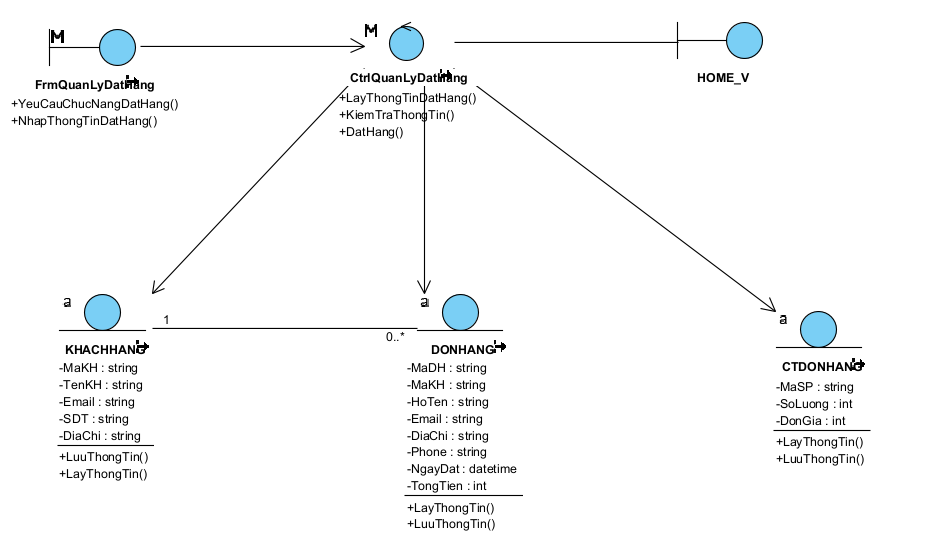 M
FrmQuanLyDatHang
+YeuCauChucNangDatHang()
+NhapThongTinDatHang()
M
CtrlQuanLyDatHang
+LayThongTinDatHang()
+KiemTraThongTin()
+DatHang()
HOME_V
a
KHACHHANG
-MaKH : string
-TenKH : string
-Email : string
-SDT : string
-DiaChi : string
+LuuThongTin()
+LayThongTin()
1
0..*
a
DONHANG
-MaDH : string
-MaKH : string
-HoTen : string
-Email : string
-DiaChi : string
-Phone : string
-NgayDat : datetime
-TongTien : int
+LayThongTin()
+LuuThongTin()
a
CTDONHANG
-MaSP : string
-SoLuong : int
-DonGia : int
+LayThongTin()
+LuuThongTin()